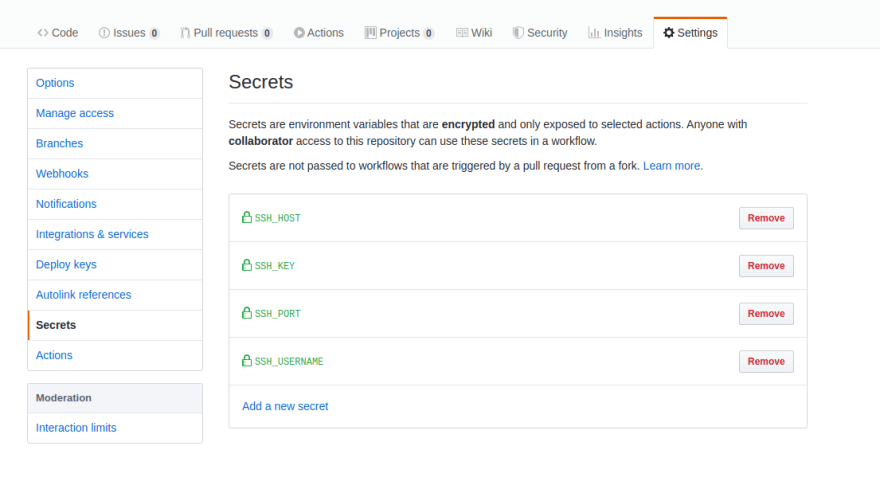 Code Issues 0 Pull requests 0 Actions Projects 0 Wiki Security Insights Settings
Options
Manage access
Branches
Webhooks
Notifications
Integrations & services
Deploy keys
Autolink references
Secrets
Actions
Moderation
Interaction limits
Secrets
Secrets are environment variables that are encrypted and only exposed to selected actions. Anyone with
collaborator access to this repository can use these secrets in a workflow.
Secrets are not passed to workflows that are triggered by a pull request from a fork. Learn more.
SSH_HOST Remove
SSH_KEY Remove
SSH_PORT Remove
SSH_USERNAME Remove
Add a new secret